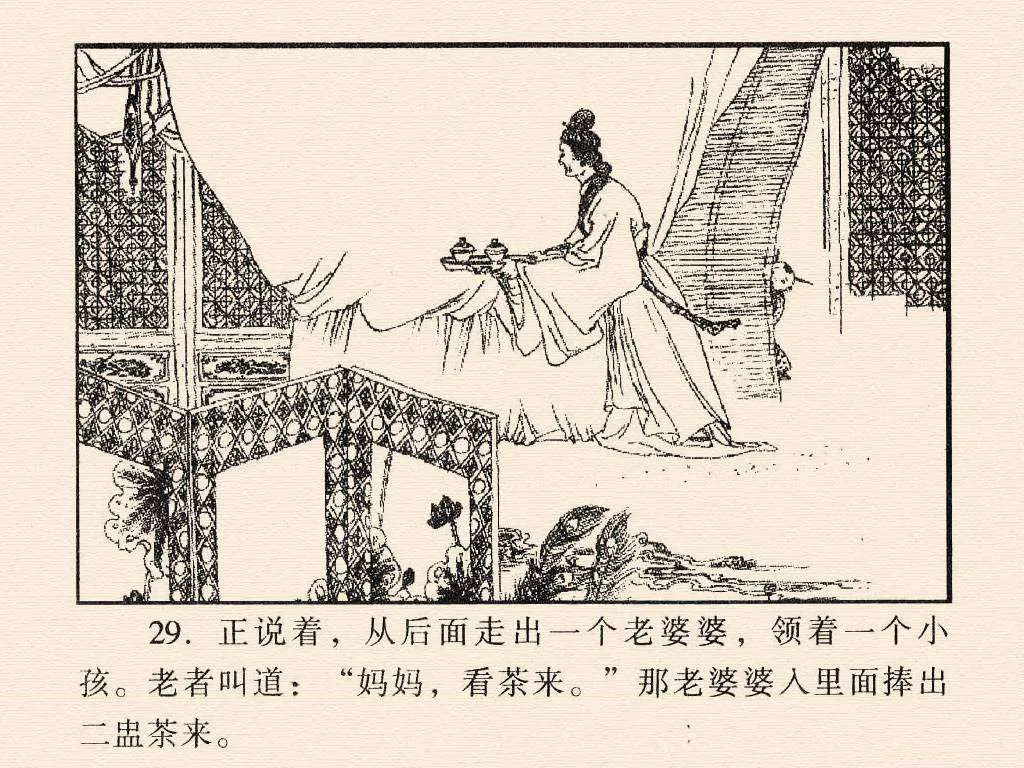 29. 正说着，从后面走出一个老婆婆，领着一个小
孩。老者叫道：“妈妈，看茶来。”那老婆婆入里面捧出
二盅茶来。